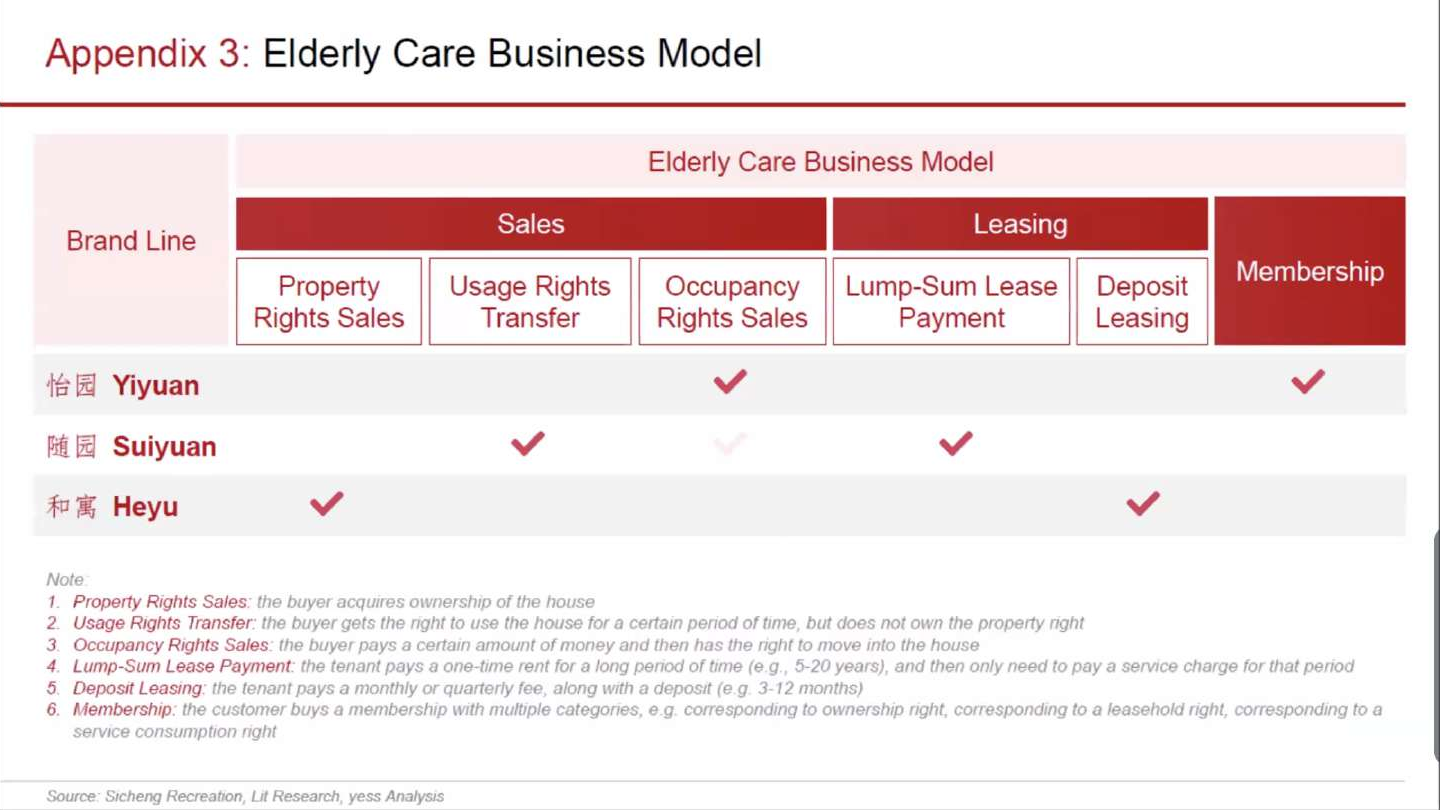 Appendix 3: Elderly Care Business Model
Brand Line
Elderly Care Business Model
Sales
Leasing
Membership
Property
Rights Sales
Usage Rights
Transfer
Occupancy
Rights Sales
Lump-Sum Lease
Payment
Deposit
Leasing
怡园 Yiyuan
随园 Suiyuan
和寓 Heyu
Note:
1. Property Rights Sales: the buyer acquires ownership of the house
2. Usage Rights Transfer: the buyer gets the right to use the house for a certain period of time, but does not own the property right
3. Occupancy Rights Sales: the buyer pays a certain amount of money and then has the right to move into the house
4. Lump-Sum Lease Payment: the tenant pays a one-time rent for a long period of time (e.g., 5-20 years), and then only need to pay a service charge for that period
5. Deposit Leasing: the tenant pays a monthly or quarterly fee, along with a deposit (e.g. 3-12 months)
6. Membership: the customer buys a membership with multiple categories, e.g. corresponding to ownership right, corresponding to a leasehold right, corresponding to a
service consumption right
Source: Sicheng Recreation, Lit Research, yess Analysis